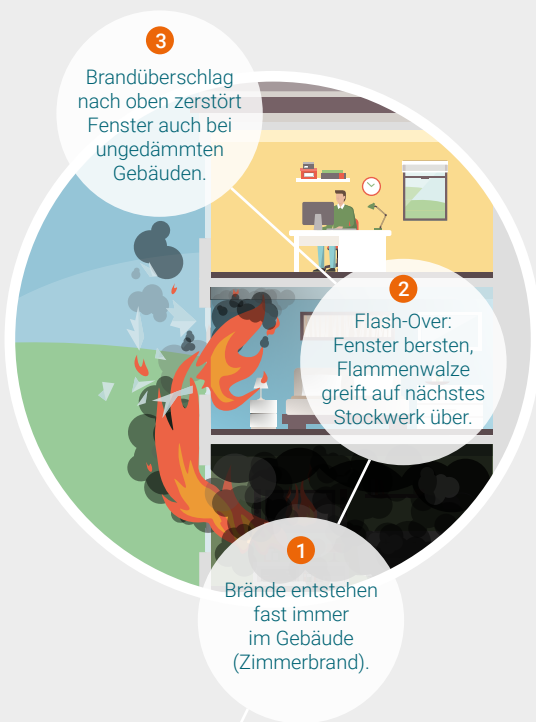 3
Brandüberschlag
nach oben zerstört
Fenster auch bei
ungedämmten
Gebäuden.
2
Flash-Over:
Fenster bersten,
Flammenwalze
greift auf nächstes
Stockwerk über.
1
Brände entstehen
fast immer
im Gebäude
(Zimmerbrand).